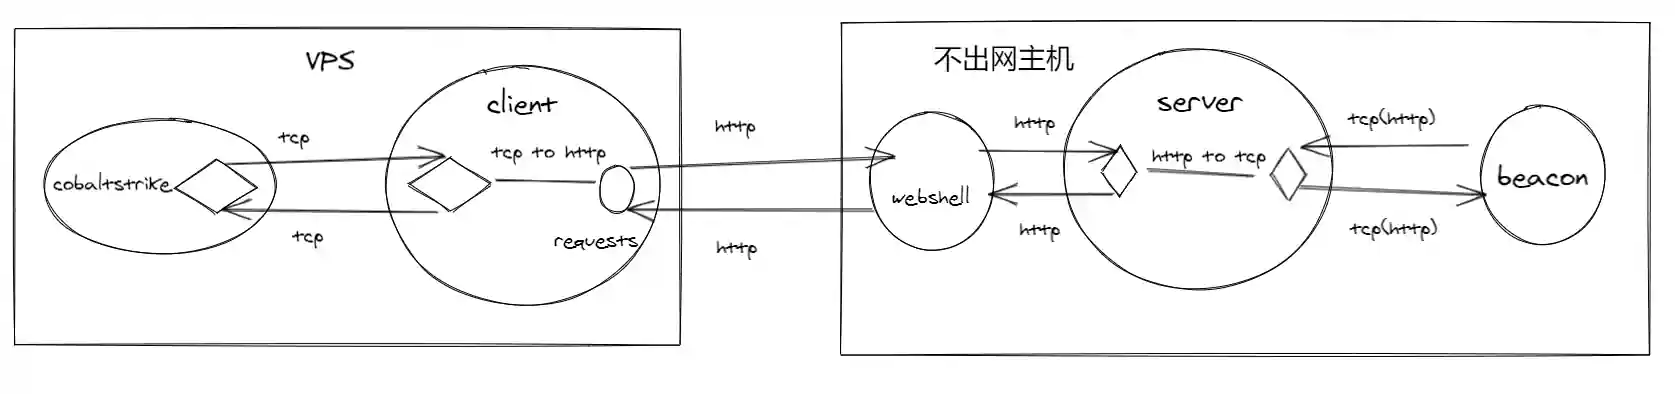 VPS
cobaltstrike
tcp
tcp
client
tcp to http
requests
http
http
不出网主机
webshell
http
http
server
http to tcp
tcp(http)
tcp(http)
beacon